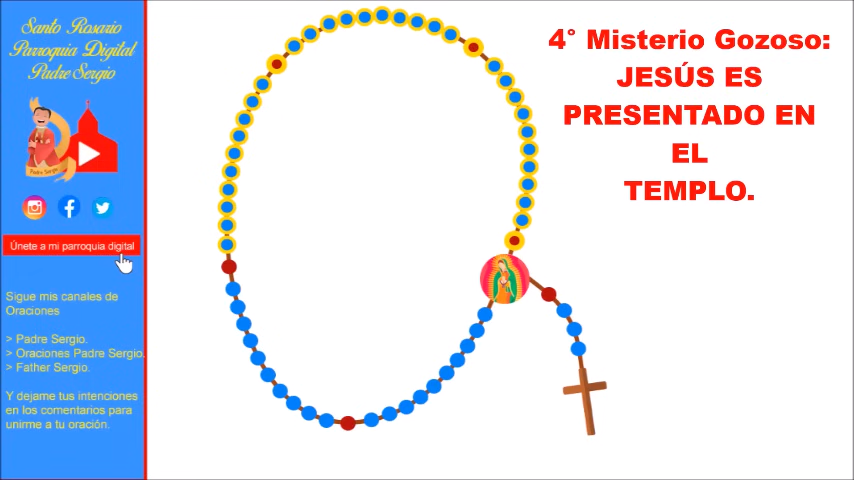 Santo Rosario
Parroquia Digital
Padre Sergio
Padre Sergio
Únete a mi parroquia digital
Sigue mis canales de
Oraciones
> Padre Sergio.
> Oraciones Padre Sergio.
> Father Sergio.
Y dejame tus intenciones
en los comentarios para
unirme a tu oración.
4° Misterio Gozoso:
JESÚS ES
PRESENTADO EN
EL
TEMPLO.